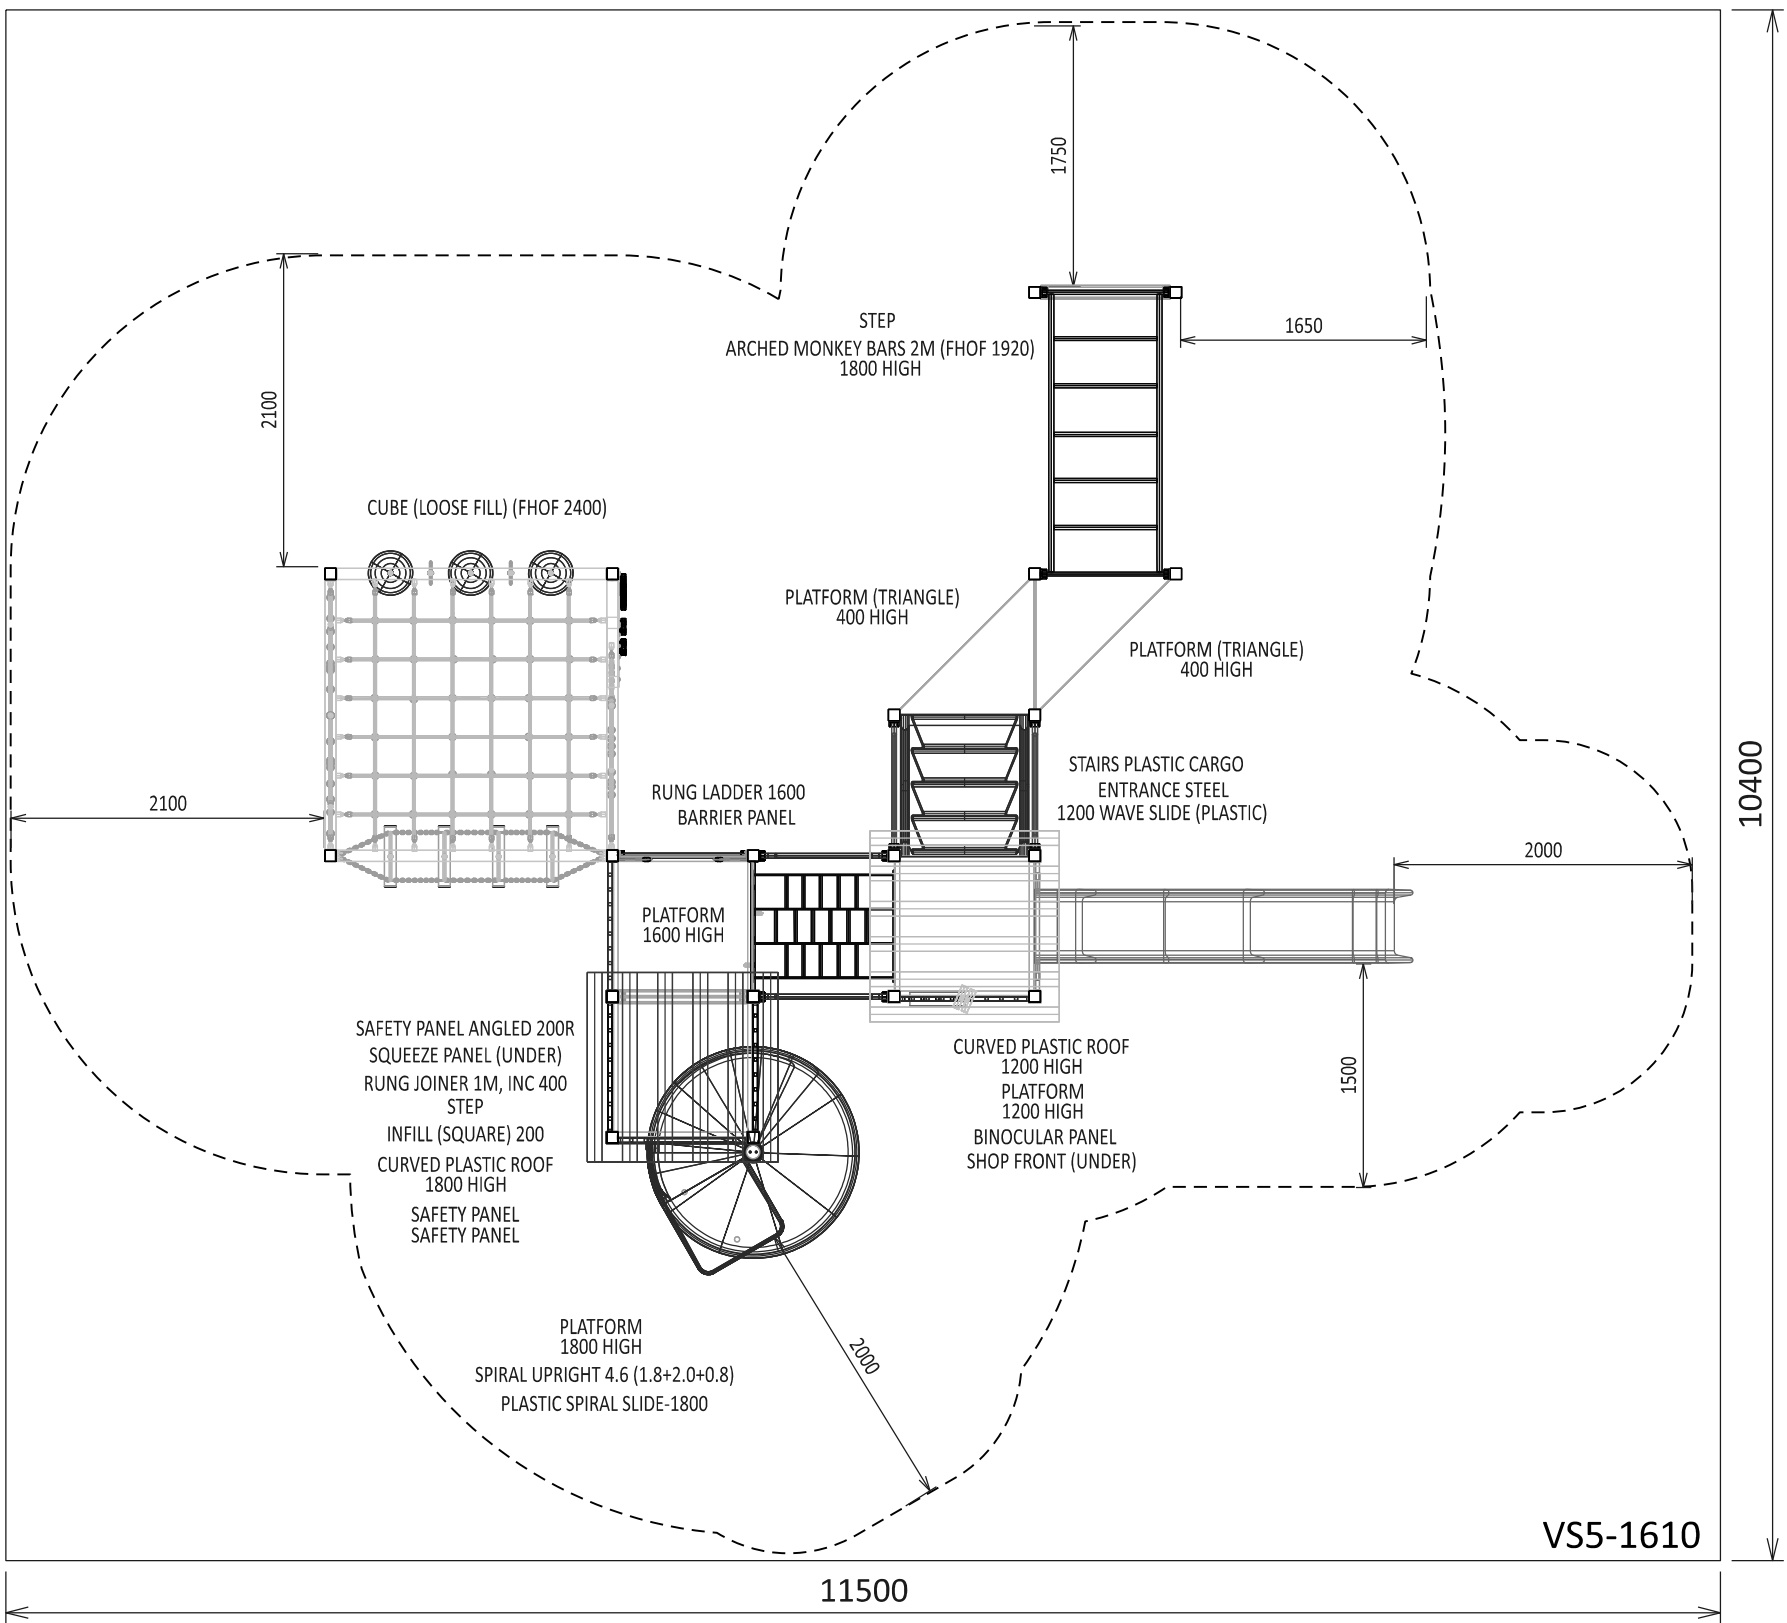 1750
STEP
ARCHED MONKEY BARS 2M (FHOF 1920)
1800 HIGH
1650
2100
CUBE (LOOSE FILL) (FHOF 2400)
PLATFORM (TRIANGLE)
400 HIGH
PLATFORM (TRIANGLE)
400 HIGH
10400
2100
RUNG LADDER 1600
BARRIER PANEL
STAIRS PLASTIC CARGO
ENTRANCE STEEL
1200 WAVE SLIDE (PLASTIC)
2000
PLATFORM
1600 HIGH
SAFETY PANEL ANGLED 200R
SQUEEZE PANEL (UNDER)
RUNG JOINER 1M, INC 400
STEP
INFILL (SQUARE) 200
CURVED PLASTIC ROOF
1800 HIGH
SAFETY PANEL
SAFETY PANEL
CURVED PLASTIC ROOF
1200 HIGH
PLATFORM
1200 HIGH
BINOCULAR PANEL
SHOP FRONT (UNDER)
1500
PLATFORM
1800 HIGH
SPIRAL UPRIGHT 4.6 (1.8+2.0+0.8)
PLASTIC SPIRAL SLIDE-1800
2000
VS5-1610
11500